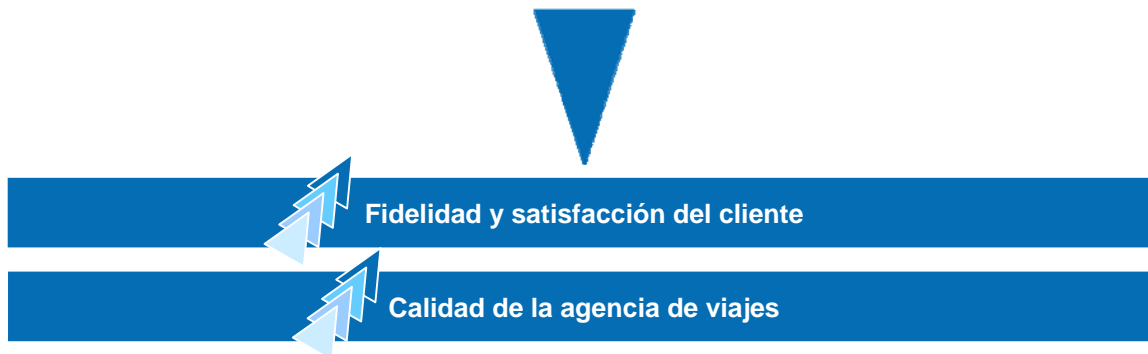 Fidelidad y satisfacción del cliente
Calidad de la agencia de viajes